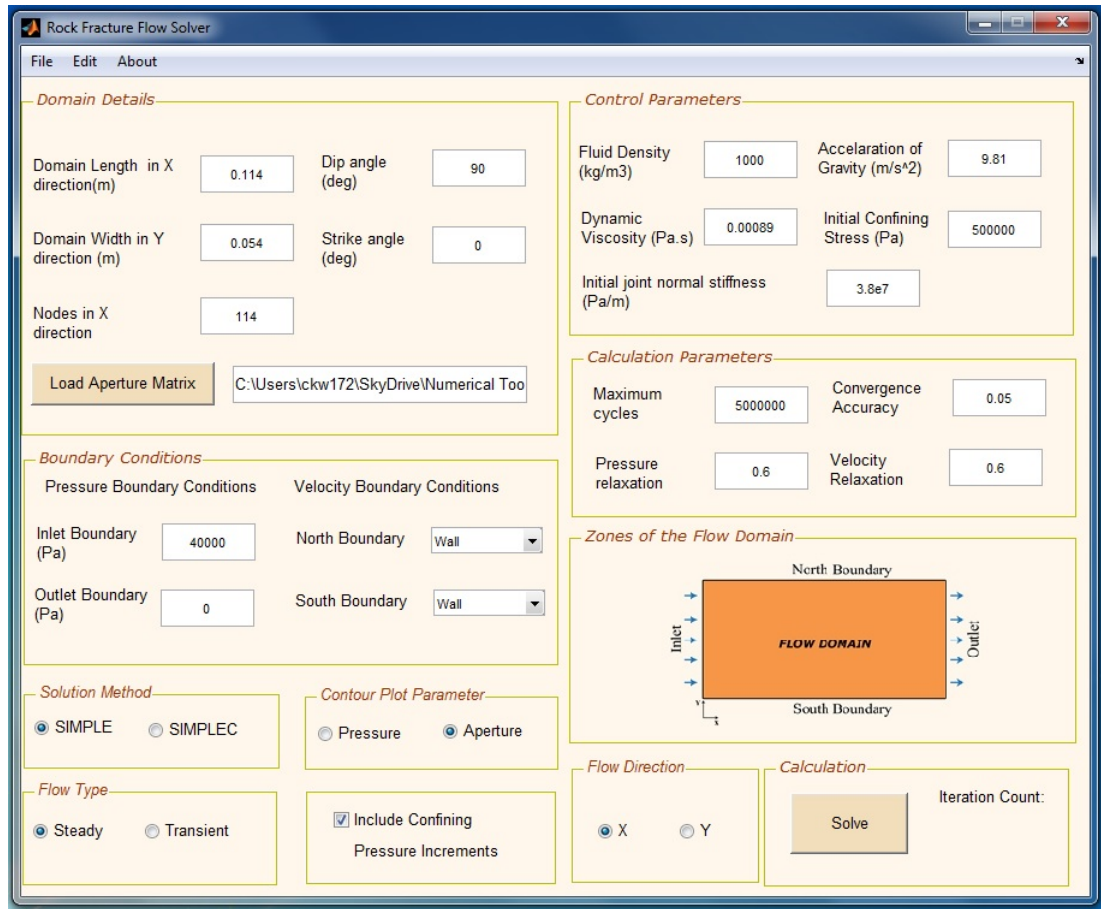 Rock Fracture Flow Solver
File Edit About
Domain Details
Domain Length in X
direction(m)
0.114
Dip angle
(deg)
90
Domain Width in Y
direction (m)
0.054
Strike angle
(deg)
0
Nodes in X
direction
114
Load Aperture Matrix
C:\Users\ckw172\SkyDrive\Numerical Too
Boundary Conditions
Pressure Boundary Conditions
Velocity Boundary Conditions
Inlet Boundary
(Pa)
40000
North Boundary
Wall
Outlet Boundary
(Pa)
0
South Boundary
Wall
Solution Method
SIMPLE
SIMPLEC
Contour Plot Parameter
Pressure
Aperture
Flow Type
Steady
Transient
Include Confining
Pressure Increments
Control Parameters
Fluid Density
(kg/m3)
1000
Accelaration of
Gravity (m/s^2)
9.81
Dynamic
Viscosity (Pa.s)
0.00089
Initial Confining
Stress (Pa)
500000
Initial joint normal stiffness
(Pa/m)
3.8e7
Calculation Parameters
Maximum
cycles
5000000
Convergence
Accuracy
0.05
Pressure
relaxation
0.6
Velocity
Relaxation
0.6
Zones of the Flow Domain
North Boundary
Inlet
FLOW DOMAIN
Outlet
Y
X
South Boundary
Flow Direction
X
Y
Calculation
Solve
Iteration Count: